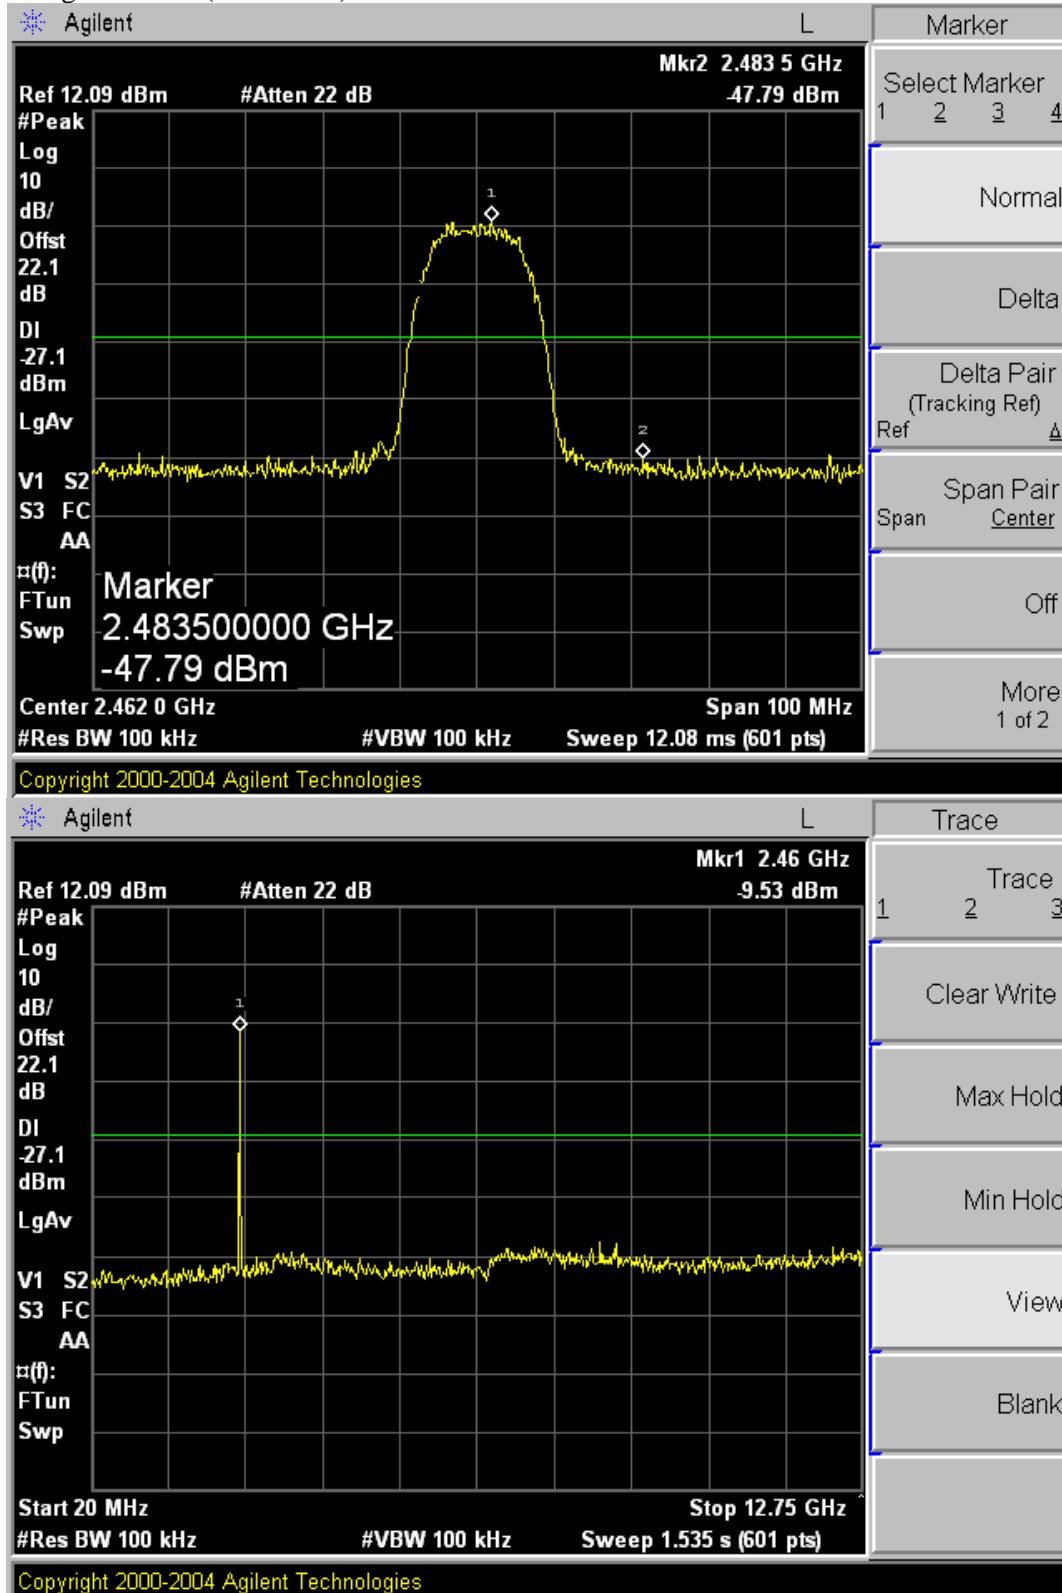 Agilent L Marker
Mkr2 2.483 5 GHz
Ref 12.09 dBm #Atten 22 dB -47.79 dBm
#Peak
Log
10
dB/
Offst
22.1
dB
DI
-27.1
dBm
LgAv
V1 S2
S3 FC
AA
¤(f):
FTun
Swp
1
2
Marker
2.483500000 GHz
-47.79 dBm
Center 2.462 0 GHz Span 100 MHz
#Res BW 100 kHz #VBW 100 kHz Sweep 12.08 ms (601 pts)
Select Marker
1 2 3 4
Normal
Delta
Delta Pair
(Tracking Ref)
Ref Δ
Span Pair
Span Center
Off
More
1 of 2
Copyright 2000-2004 Agilent Technologies
Agilent L Trace
Mkr1 2.46 GHz
Ref 12.09 dBm #Atten 22 dB -9.53 dBm
#Peak
Log
10
dB/
Offst
22.1
dB
DI
-27.1
dBm
LgAv
V1 S2
S3 FC
AA
¤(f):
FTun
Swp
1
Start 20 MHz Stop 12.75 GHz
#Res BW 100 kHz #VBW 100 kHz Sweep 1.535 s (601 pts)
Trace
1 2 3
Clear Write
Max Hold
Min Hold
View
Blank
Copyright 2000-2004 Agilent Technologies